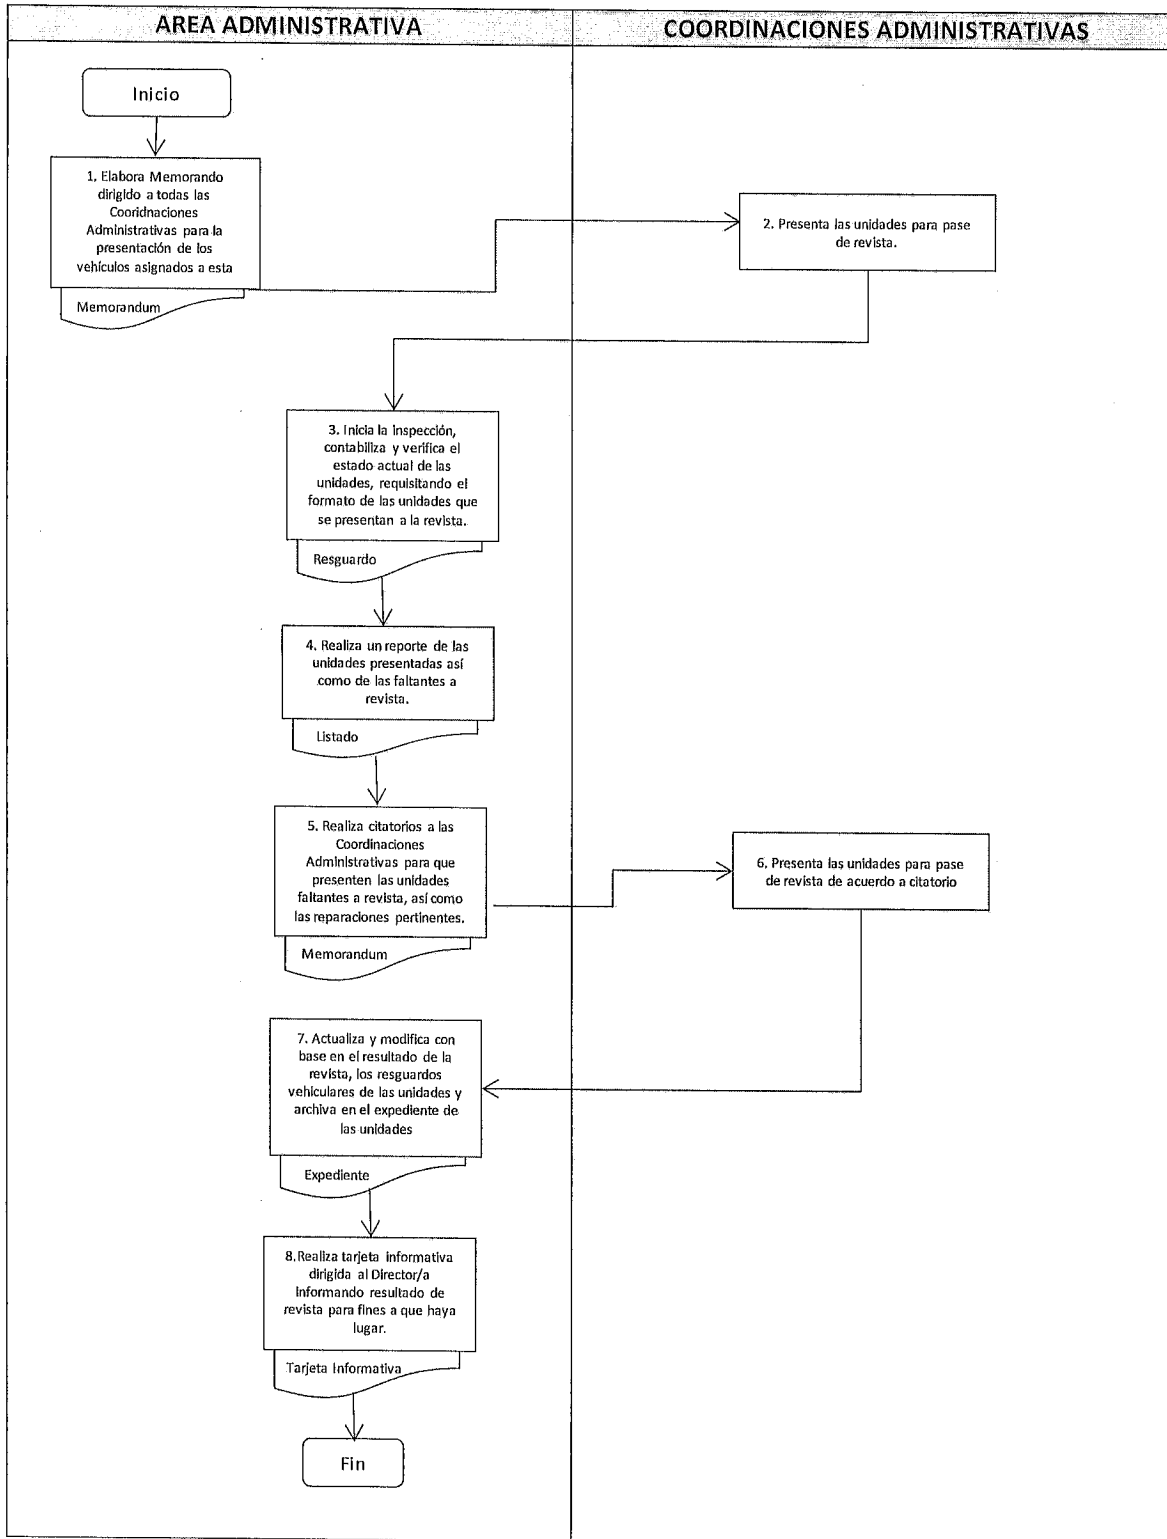 AREA ADMINISTRATIVA
COORDINACIONES ADMINISTRATIVAS
Inicio
1. Elabora Memorando
dirigido a todas las
Cooridnaciones
Administrativas para la
presentación de los
vehículos asignados a esta
Memorandum
2. Presenta las unidades para pase
de revista.
3. Inicia la inspección,
contabiliza y verifica el
estado actual de las
unidades, requisitando el
formato de las unidades que
se presentan a la revista.
Resguardo
4. Realiza un reporte de las
unidades presentadas así
como de las faltantes a
revista.
Listado
5. Realiza citatorios a las
Coordinaciones
Administrativas para que
presenten las unidades
faltantes a revista, así como
las reparaciones pertinentes.
Memorandum
6. Presenta las unidades para pase
de revista de acuerdo a citatorio
7. Actualiza y modifica con
base en el resultado de la
revista, los resguardos
vehiculares de las unidades y
archiva en el expediente de
las unidades
Expediente
8.Realiza tarjeta informativa
dirigida al Director/a
Informando resultado de
revista para fines a que haya
lugar.
Tarjeta Informativa
Fin